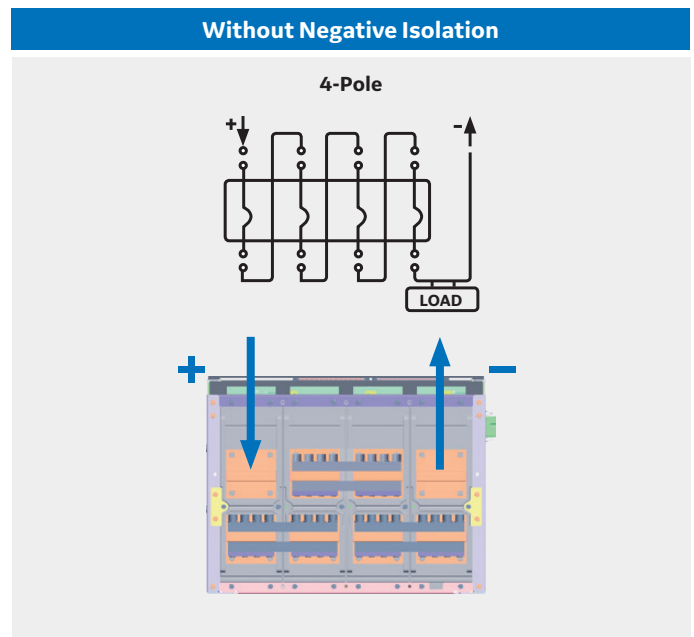 Without Negative Isolation
4-Pole
+ -
LOAD
+ −